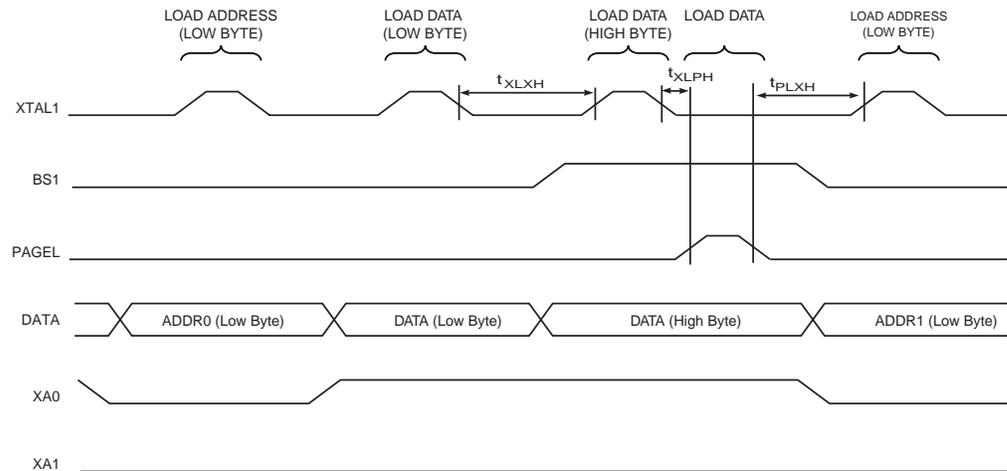 LOAD ADDRESS
(LOW BYTE)
LOAD DATA
(LOW BYTE)
LOAD DATA
(HIGH BYTE)
LOAD DATA
LOAD ADDRESS
(LOW BYTE)
tXLXH
tXLPH
tPLXH
XTAL1
BS1
PAGEL
DATA
ADDR0 (Low Byte)
DATA (Low Byte)
DATA (High Byte)
ADDR1 (Low Byte)
XA0
XA1